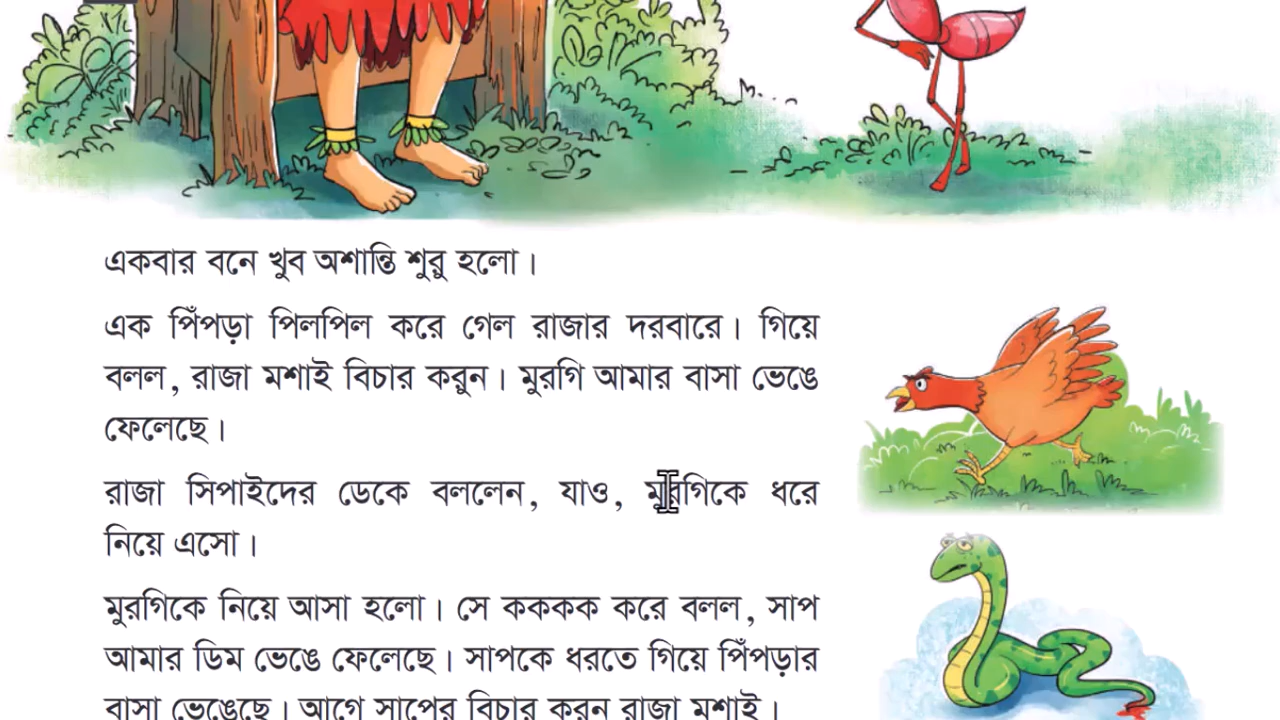 একবার বনে খুব অশান্তি শুরু হলো।
এক পিঁপড়া পিলপিল করে গেল রাজার দরবারে। গিয়ে
বলল, রাজা মশাই বিচার করুন। মুরগি আমার বাসা ভেঙে
ফেলেছে।
রাজা সিপাইদের ডেকে বললেন, যাও, মুরগিকে ধরে
নিয়ে এসো।
মুরগিকে নিয়ে আসা হলো। সে কককক করে বলল, সাপ
আমার ডিম ভেঙে ফেলেছে। সাপকে ধরতে গিয়ে পিঁপড়ার
বাসা ভেঙেছে। আগে সাপের বিচার করুন রাজা মশাই।